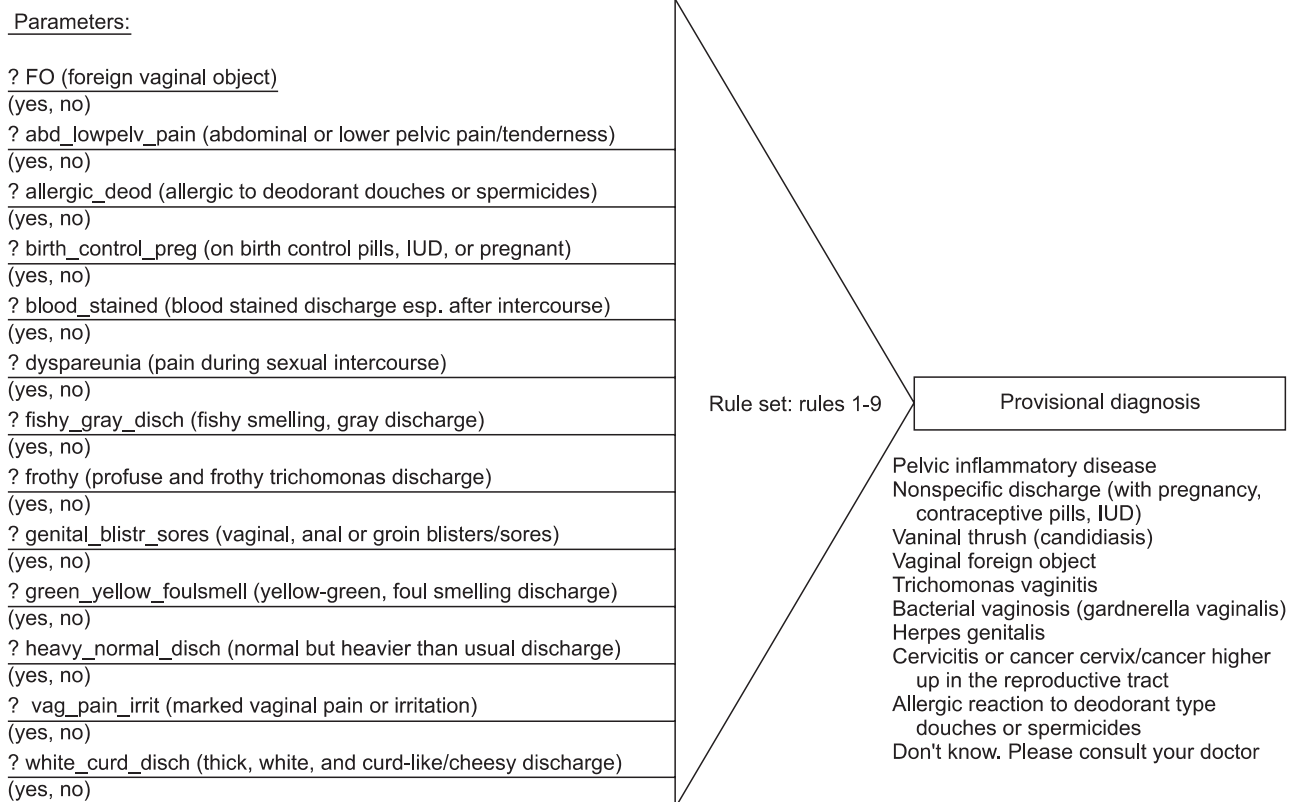 Parameters:
? FO (foreign vaginal object)
(yes, no)
? abd_lowpelv_pain (abdominal or lower pelvic pain/tenderness)
(yes, no)
? allergic_deod (allergic to deodorant douches or spermicides)
(yes, no)
? birth_control_preg (on birth control pills, IUD, or pregnant)
(yes, no)
? blood_stained (blood stained discharge esp. after intercourse)
(yes, no)
? dyspareunia (pain during sexual intercourse)
(yes, no)
? fishy_gray_disch (fishy smelling, gray discharge)
(yes, no)
? frothy (profuse and frothy trichomonas discharge)
(yes, no)
? genital_blistr_sores (vaginal, anal or groin blisters/sores)
(yes, no)
? green_yellow_foulsmell (yellow-green, foul smelling discharge)
(yes, no)
? heavy_normal_disch (normal but heavier than usual discharge)
(yes, no)
? vag_pain_irrit (marked vaginal pain or irritation)
(yes, no)
? white_curd_disch (thick, white, and curd-like/cheesy discharge)
(yes, no)
Rule set: rules 1-9
Provisional diagnosis
Pelvic inflammatory disease
Nonspecific discharge (with pregnancy,
contraceptive pills, IUD)
Vaninal thrush (candidiasis)
Vaginal foreign object
Trichomonas vaginitis
Bacterial vaginosis (gardnerella vaginalis)
Herpes genitalis
Cervicitis or cancer cervix/cancer higher
up in the reproductive tract
Allergic reaction to deodorant type
douches or spermicides
Don't know. Please consult your doctor